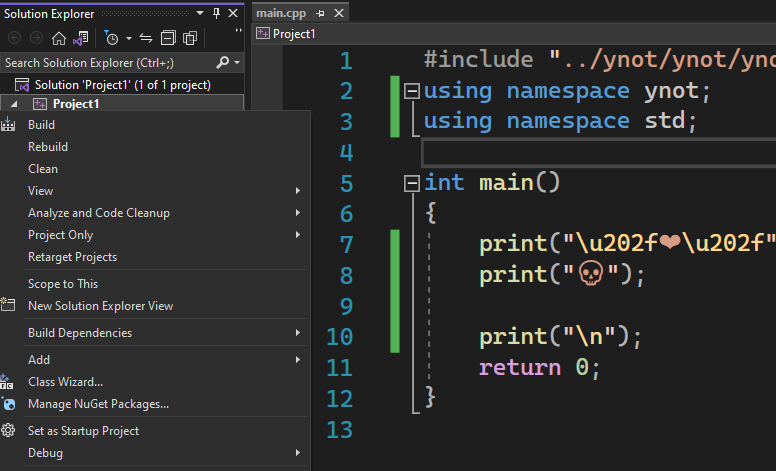 Solution Explorer
Search Solution Explorer (Ctrl+;)
Solution 'Project1' (1 of 1 project)
Project1
Build
Rebuild
Clean
View
Analyze and Code Cleanup
Project Only
Retarget Projects
Scope to This
New Solution Explorer View
Build Dependencies
Add
Class Wizard...
Manage NuGet Packages...
Set as Startup Project
Debug
main.cpp
Project1
1 #include "../ynot/ynot/yno
2 using namespace ynot;
3 using namespace std;
4
5 int main()
6 {
7 print("\u202f❤\u202f"
8 print("💀");
9
10 print("\n");
11 return 0;
12 }
13